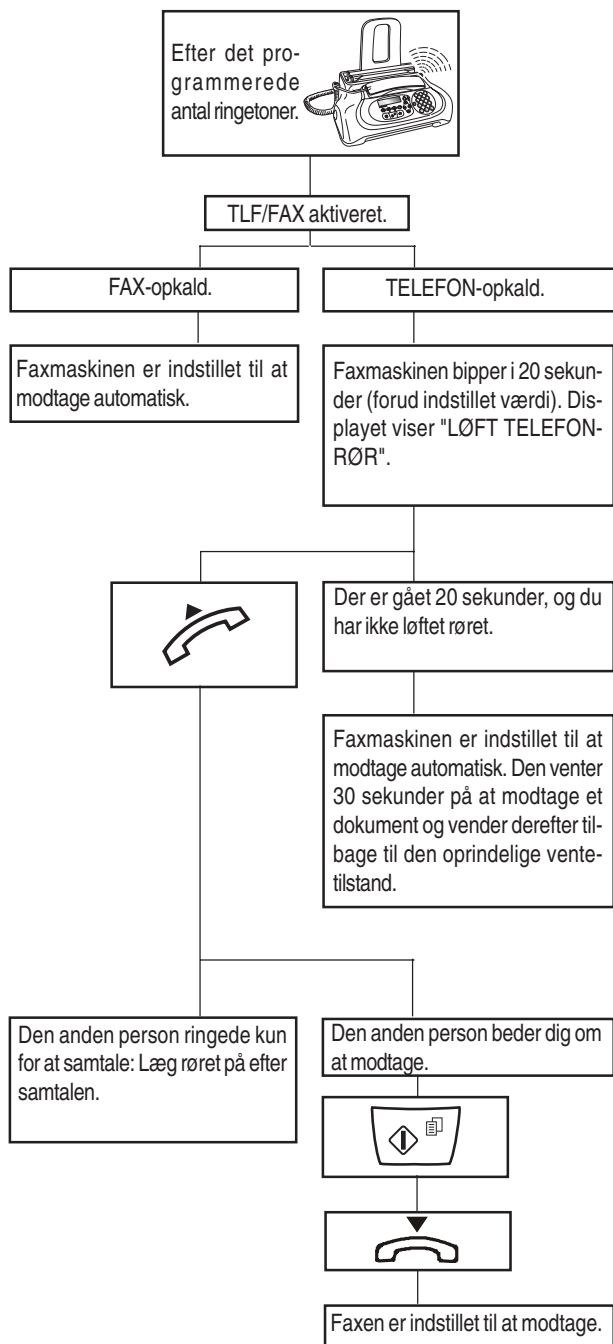 Efter det pro-
grammerede
antal ringetoner.
TLF/FAX aktiveret.
FAX-opkald.
TELEFON-opkald.
Faxmaskinen er indstillet til at
modtage automatisk.
Faxmaskinen bipper i 20 sekun-
der (forud indstillet værdi). Dis-
playet viser "LØFT TELEFON-
RØR".
Der er gået 20 sekunder, og du
har ikke løftet røret.
Faxmaskinen er indstillet til at
modtage automatisk. Den venter
30 sekunder på at modtage et
dokument og vender derefter til-
bage til den oprindelige vente-
tilstand.
Den anden person ringede kun
for at samtale: Læg røret på efter
samtalen.
Den anden person beder dig om
at modtage.
Faxen er indstillet til at modtage.